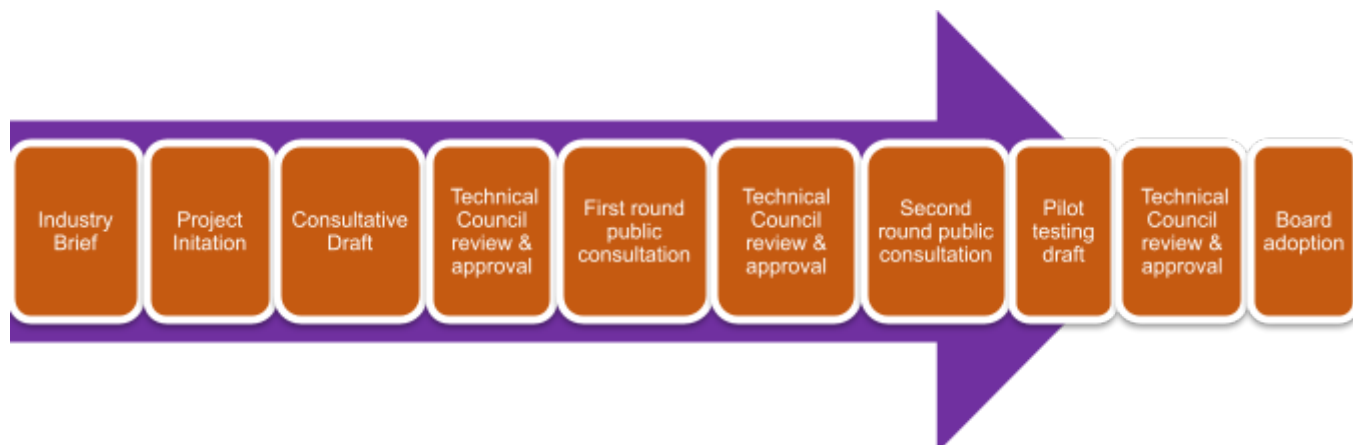 Industry
Brief
Project
Initation
Consultative
Draft
Technical
Council
review &
approval
First round
public
consultation
Technical
Council
review &
approval
Second
round public
consultation
Pilot
testing
draft
Technical
Council
review &
approval
Board
adoption